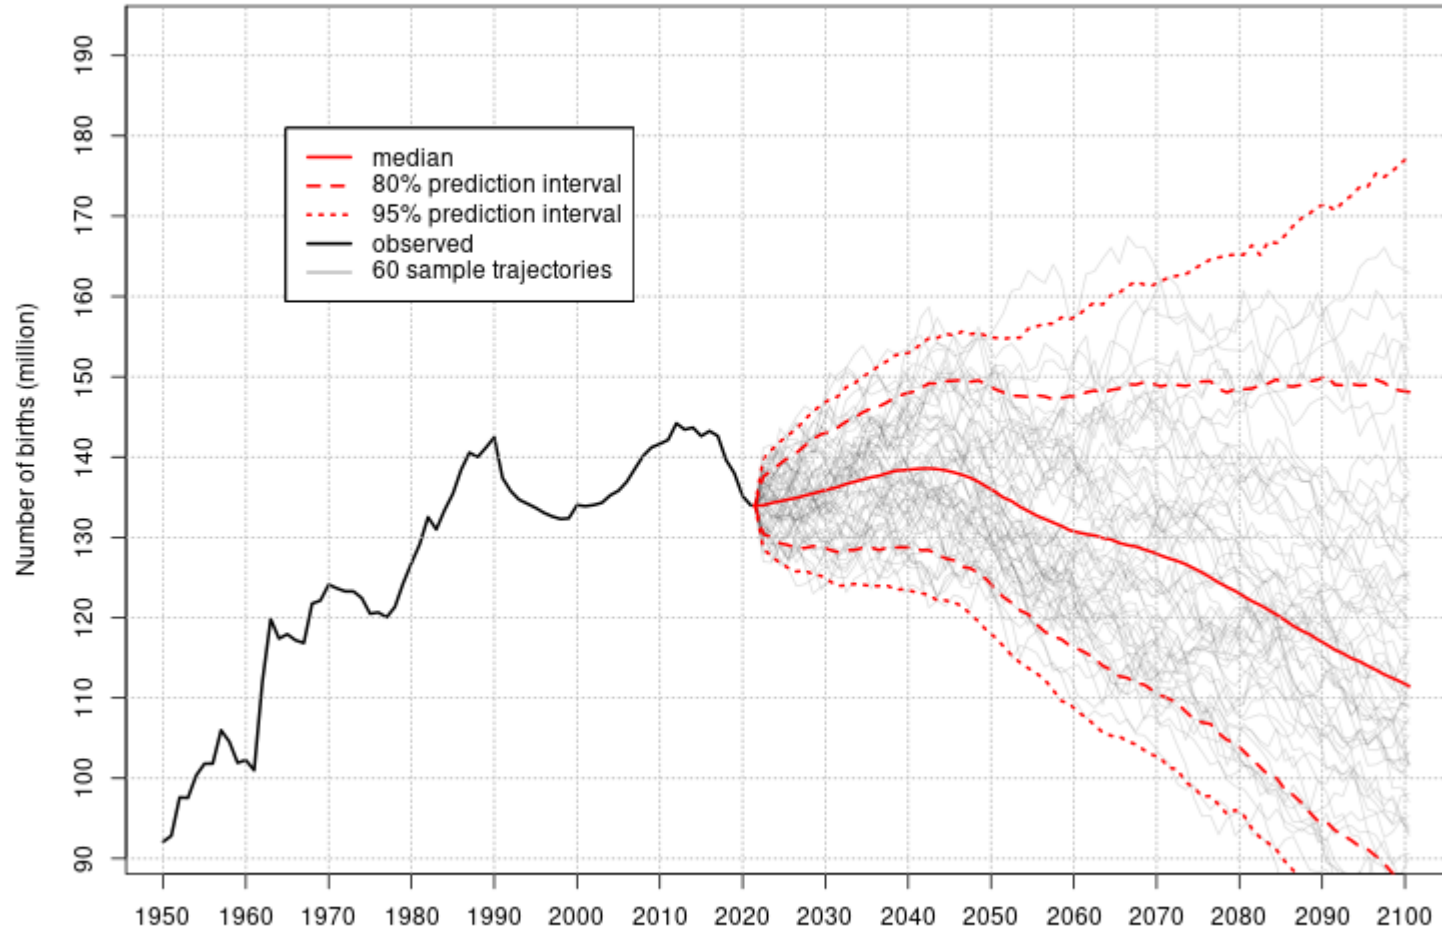 190
180
170
160
150
140
130
120
110
100
90
Number of births (million)
median
80% prediction interval
95% prediction interval
observed
60 sample trajectories
1950 1960 1970 1980 1990 2000 2010 2020 2030 2040 2050 2060 2070 2080 2090 2100